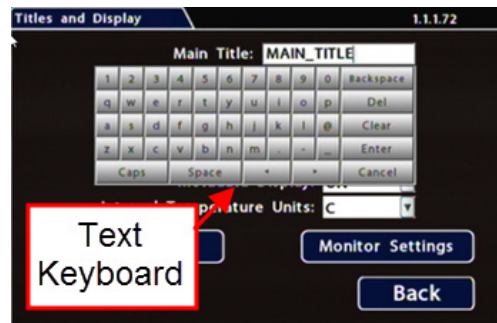 Titles and Display 1.1.1.72
Main Title: MAIN_TITLE
1 2 3 4 5 6 7 8 9 0 Backspace
q w e r t y u i o p Del
a s d f g h j k l @ Clear
z x c v b n m . - _ Enter
Caps Space Cancel
Temperature Units: C
Text
Keyboard
Monitor Settings
Back